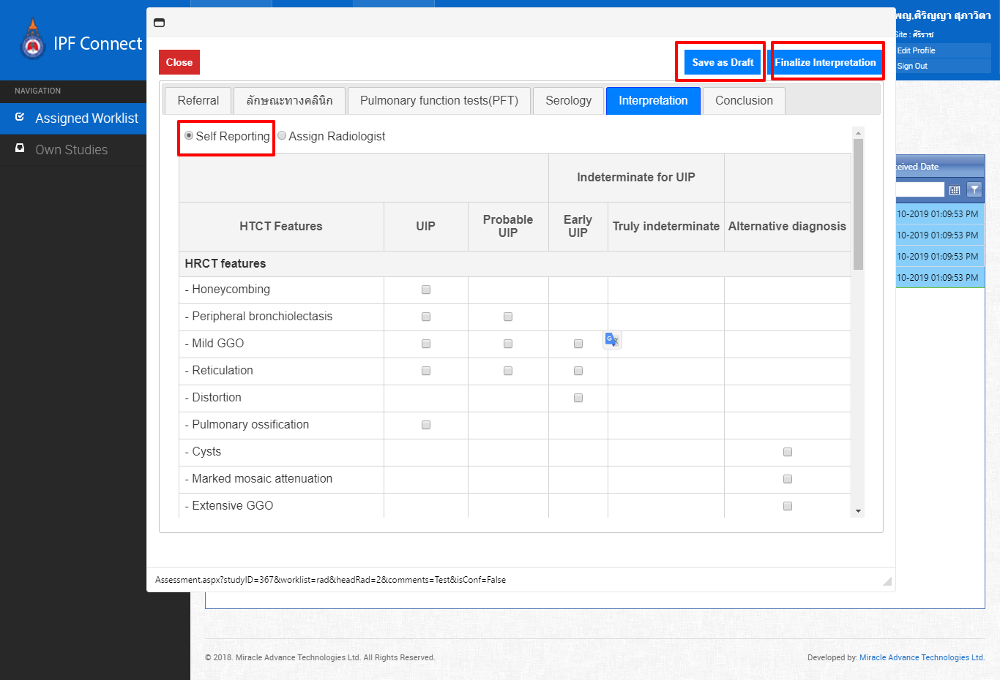 IPF Connect
พญ.ศิริญญา สุภาวิตา
Site : ศิริราช
Edit Profile
Sign Out
NAVIGATION
Assigned Worklist
Own Studies
Close
Save as Draft
Finalize Interpretation
Referral
ลักษณะทางคลินิก
Pulmonary function tests(PFT)
Serology
Interpretation
Conclusion
Self Reporting
Assign Radiologist
Indeterminate for UIP
HTCT Features
UIP
Probable UIP
Early UIP
Truly indeterminate
Alternative diagnosis
HRCT features
- Honeycombing
- Peripheral bronchiolectasis
- Mild GGO
- Reticulation
- Distortion
- Pulmonary ossification
- Cysts
- Marked mosaic attenuation
- Extensive GGO
eived Date
10-2019 01:09:53 PM
10-2019 01:09:53 PM
10-2019 01:09:53 PM
10-2019 01:09:53 PM
Assessment.aspx?studyID=367&worklist=rad&headRad=2&comments=Test&isConf=False
© 2018. Miracle Advance Technologies Ltd. All Rights Reserved.
Developed by: Miracle Advance Technologies Ltd.